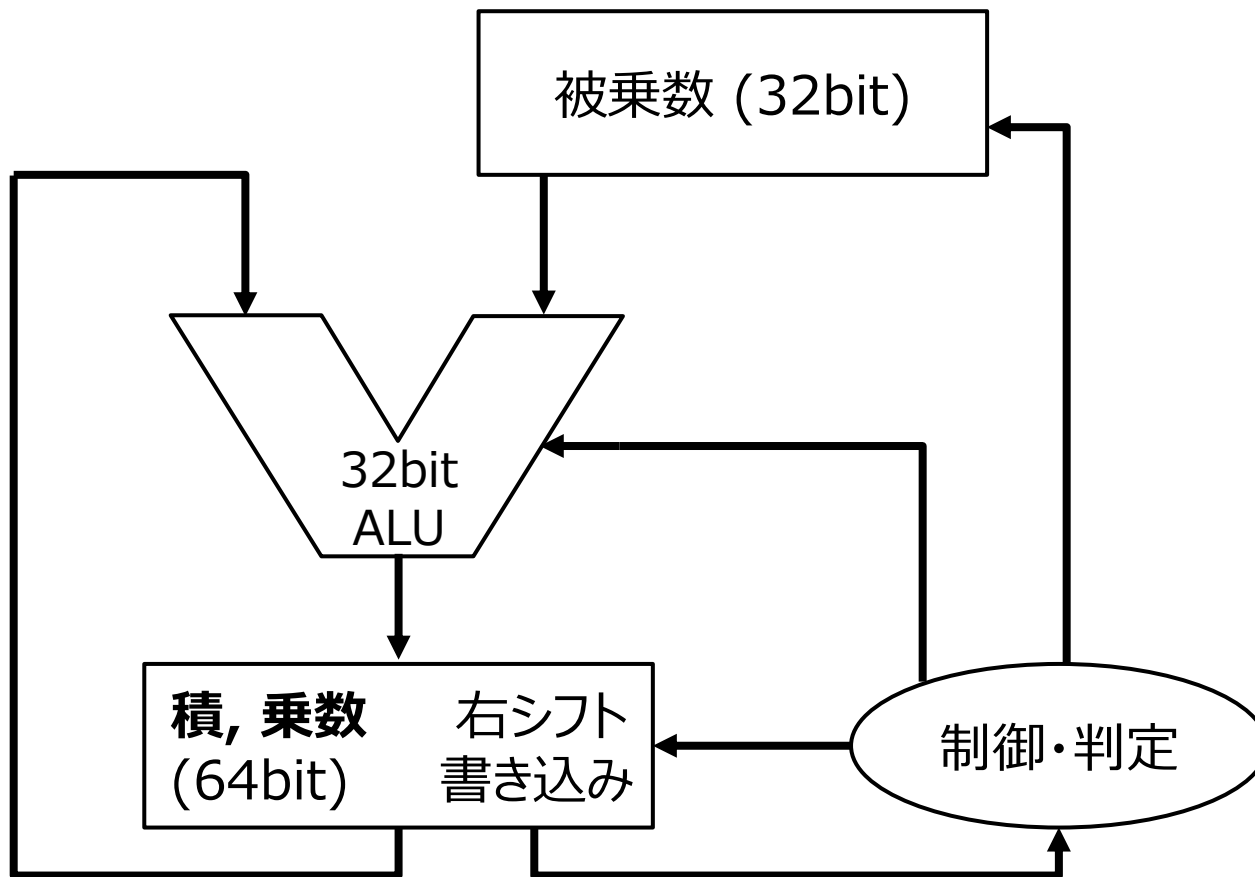 被乗数 (32bit)
32bit
ALU
積, 乗数 右シフト
(64bit) 書き込み
制御・判定